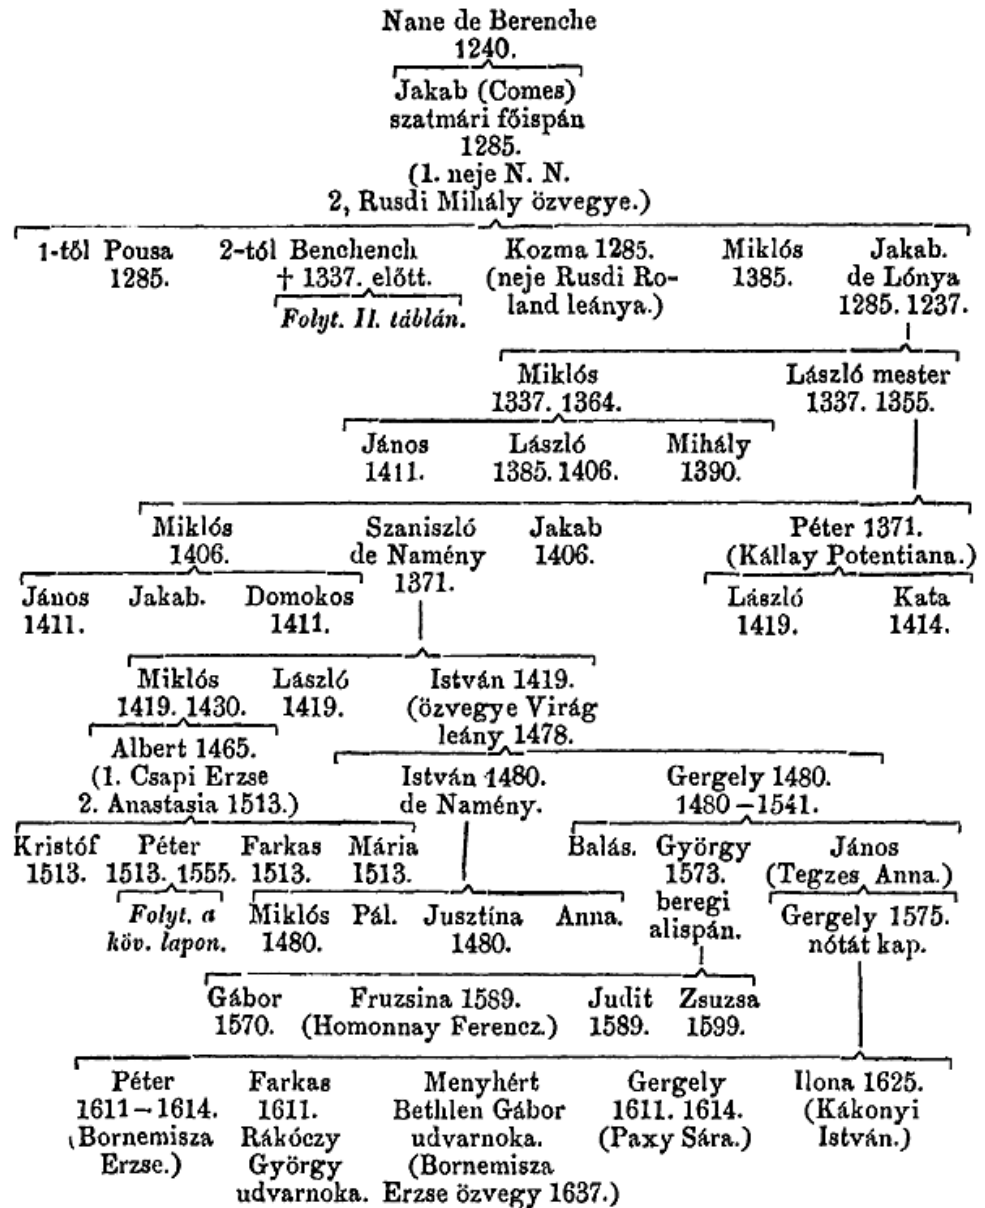 Nane de Berenche
1240.
Jakab (Comes)
szatmári főispán
1285.
(1. neje N. N.
2, Rusdi Mihály özvegye.)
1-től Pousa 2-tól Benchench Kozma 1285. Miklós Jakab.
1285. † 1337. előtt. (neje Rusdi Ro- 1385. de Lónya
Folyt. II. táblán. land leánya.) 1285. 1237.
Miklós László mester
1337. 1364. 1337. 1355.
János László Mihály
1411. 1385. 1406. 1390.
Miklós Szaniszló Jakab Péter 1371.
1406. de Namény 1406. (Kállay Potentiana.)
1371.
János Jakab. Domokos László Kata
1411. 1411. 1419. 1414.
Miklós László István 1419.
1419. 1430. 1419. (özvegye Virág
leány 1478.
Albert 1465.
(1. Csapi Erzse István 1480. Gergely 1480.
2. Anastasia 1513.) de Namény. 1480–1541.
Kristóf Péter Farkas Mária Balás. György János
1513. 1513. 1555. 1513. 1513. 1573. (Tegzes Anna.)
Folyt. a Miklós Pál. Jusztína Anna. beregi Gergely 1575.
köv. lapon. 1480. 1480. alispán. nótát kap.
Gábor Fruzsina 1589. Judit Zsuzsa
1570. (Homonnay Ferencz.) 1589. 1599.
Péter Farkas Menyhért Gergely Ilona 1625.
1611–1614. 1611. Bethlen Gábor 1611. 1614. (Kákonyi
(Bornemisza Rákóczy udvarnoka. (Paxy Sára.) István.)
Erzse.) György (Bornemisza
udvarnoka. Erzse özvegy 1637.)